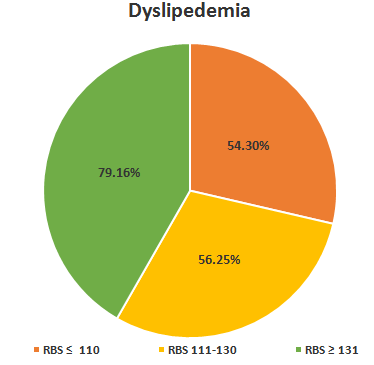 Dyslipedemia
54.30%
79.16%
56.25%
RBS ≤ 110 RBS 111-130 RBS ≥ 131